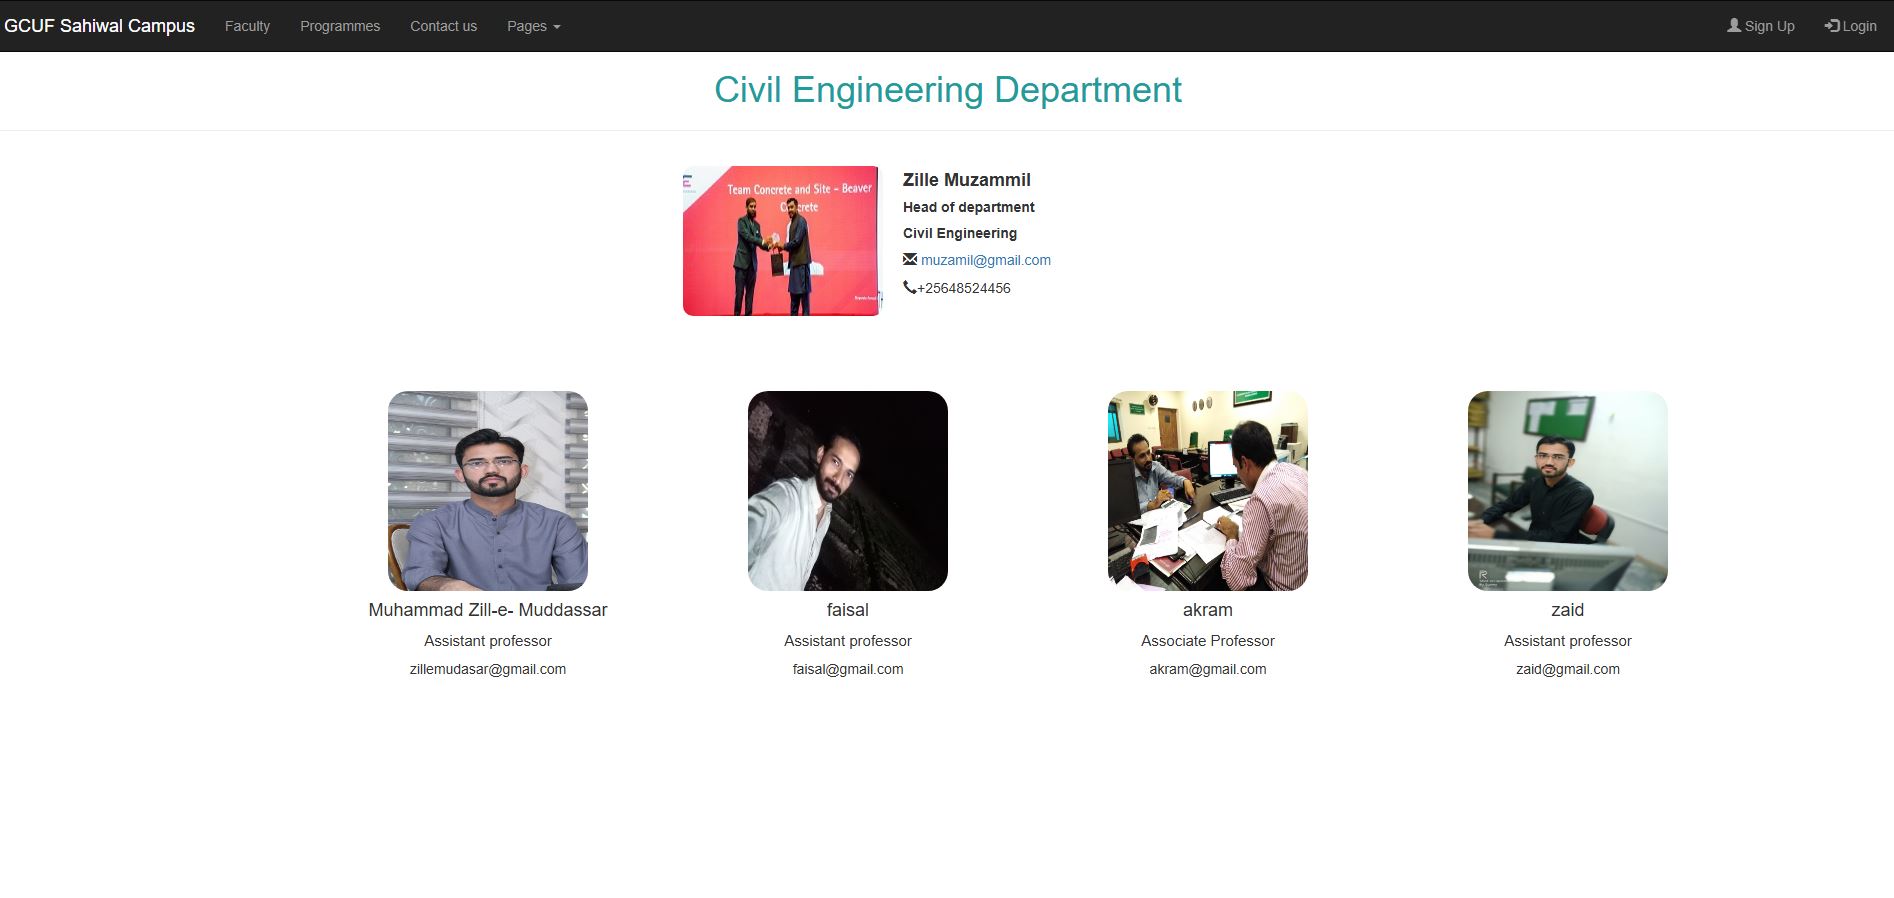 GCUF Sahiwal Campus Faculty Programmes Contact us Pages Sign Up Login
Civil Engineering Department
Team Concrete and Site - Beaver
Zille Muzammil
Head of department
Civil Engineering
muzamil@gmail.com
+25648524456
Muhammad Zill-e- Muddassar
Assistant professor
zillemudasar@gmail.com
faisal
Assistant professor
faisal@gmail.com
akram
Associate Professor
akram@gmail.com
zaid
Assistant professor
zaid@gmail.com